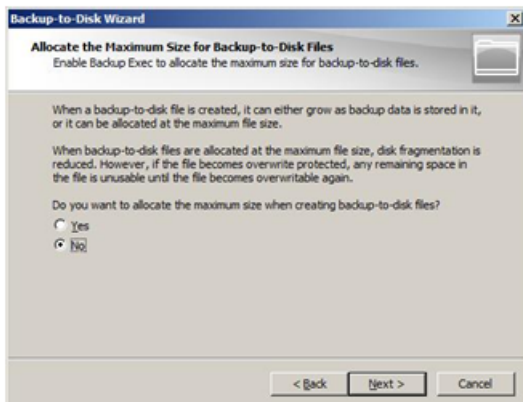 Backup-to-Disk Wizard
Allocate the Maximum Size for Backup-to-Disk Files
Enable Backup Exec to allocate the maximum size for backup-to-disk files.
When a backup-to-disk file is created, it can either grow as backup data is stored in it,
or it can be allocated at the maximum file size.
When backup-to-disk files are allocated at the maximum file size, disk fragmentation is
reduced. However, if the file becomes overwrite protected, any remaining space in
the file is unusable until the file becomes overwritable again.
Do you want to allocate the maximum size when creating backup-to-disk files?
Yes
No
< Back
Next >
Cancel